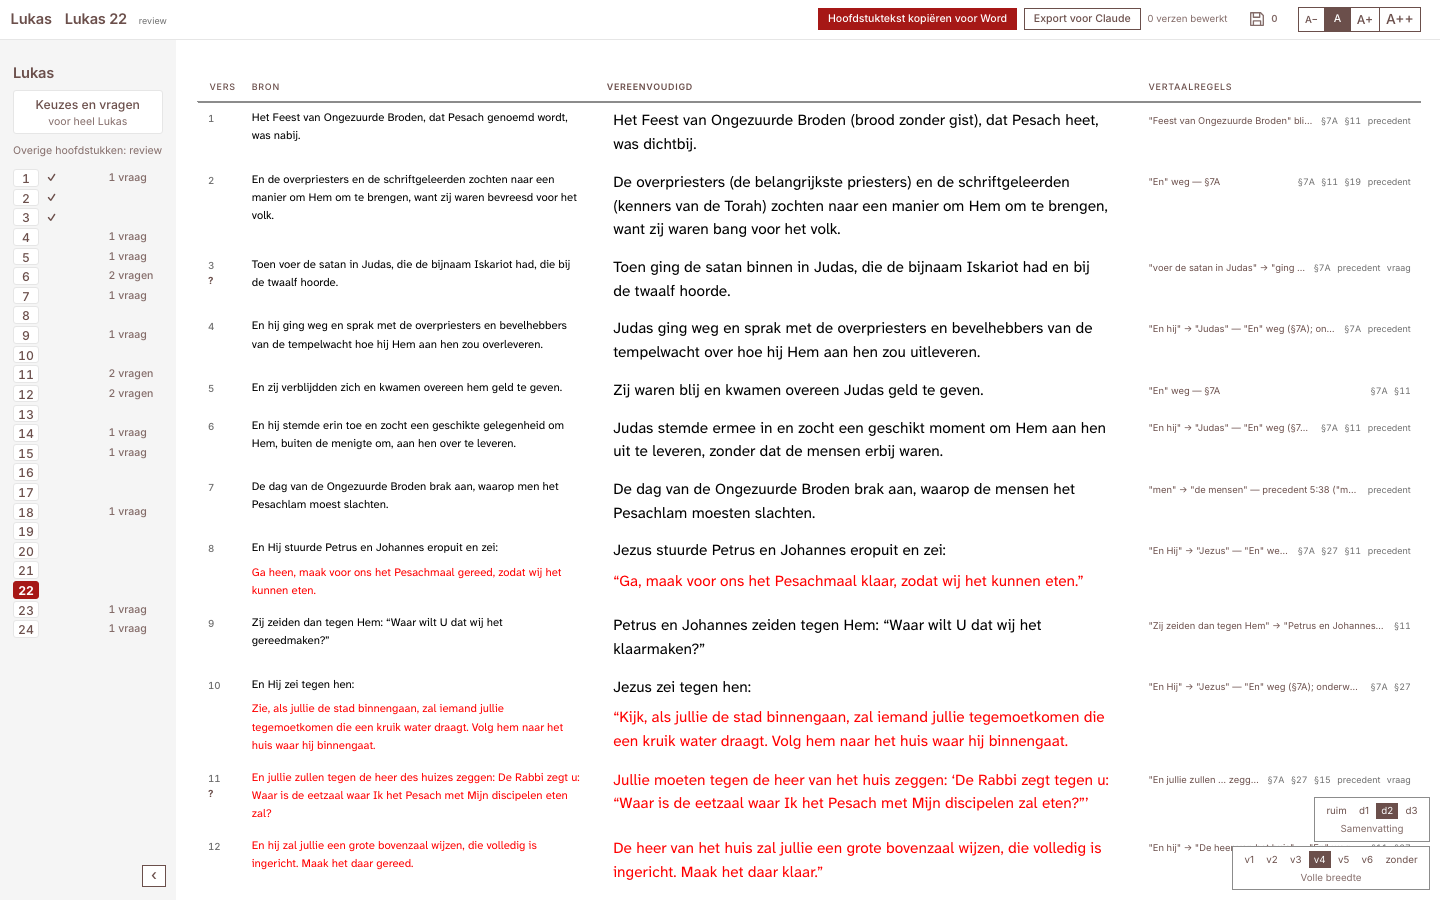 Lukas Lukas 22 review
Hoofdstuktekst kopiëren voor Word Export voor Claude 0 verzen bewerkt 0 A− A A+ A++
Lukas
Keuzes en vragen
voor heel Lukas
Overige hoofdstukken: review
1 ✓ 1 vraag
2 ✓
3 ✓
4 1 vraag
5 1 vraag
6 2 vragen
7 1 vraag
8
9 1 vraag
10
11 2 vragen
12 2 vragen
13
14 1 vraag
15 1 vraag
16
17
18 1 vraag
19
20
21
22
23 1 vraag
24 1 vraag
VERS BRON VEREENVOUDIGD VERTAALREGELS
1
Het Feest van Ongezuurde Broden, dat Pesach genoemd wordt,
was nabij.
Het Feest van Ongezuurde Broden (brood zonder gist), dat Pesach heet,
was dichtbij.
"Feest van Ongezuurde Broden" bli... §7A §11 precedent
2
En de overpriesters en de schriftgeleerden zochten naar een
manier om Hem om te brengen, want zij waren bevreesd voor het
volk.
De overpriesters (de belangrijkste priesters) en de schriftgeleerden
(kenners van de Torah) zochten naar een manier om Hem om te brengen,
want zij waren bang voor het volk.
"En" weg — §7A §7A §11 §19 precedent
3
?
Toen voer de satan in Judas, die de bijnaam Iskariot had, die bij
de twaalf hoorde.
Toen ging de satan binnen in Judas, die de bijnaam Iskariot had en bij
de twaalf hoorde.
"voer de satan in Judas" → "ging ... §7A precedent vraag
4
En hij ging weg en sprak met de overpriesters en bevelhebbers
van de tempelwacht hoe hij Hem aan hen zou overleveren.
Judas ging weg en sprak met de overpriesters en bevelhebbers van de
tempelwacht over hoe hij Hem aan hen zou uitleveren.
"En hij" → "Judas" — "En" weg (§7A); on... §7A precedent
5
En zij verblijdden zich en kwamen overeen hem geld te geven.
Zij waren blij en kwamen overeen Judas geld te geven.
"En" weg — §7A §7A §11
6
En hij stemde erin toe en zocht een geschikte gelegenheid om
Hem, buiten de menigte om, aan hen over te leveren.
Judas stemde ermee in en zocht een geschikt moment om Hem aan hen
uit te leveren, zonder dat de mensen erbij waren.
"En hij" → "Judas" — "En" weg (§7... §7A §11 precedent
7
De dag van de Ongezuurde Broden brak aan, waarop men het
Pesachlam moest slachten.
De dag van de Ongezuurde Broden brak aan, waarop de mensen het
Pesachlam moesten slachten.
"men" → "de mensen" — precedent 5:38 ("m... precedent
8
En Hij stuurde Petrus en Johannes eropuit en zei:
Ga heen, maak voor ons het Pesachmaal gereed, zodat wij het
kunnen eten.
Jezus stuurde Petrus en Johannes eropuit en zei:
“Ga, maak voor ons het Pesachmaal klaar, zodat wij het kunnen eten.”
"En Hij" → "Jezus" — "En" we... §7A §27 §11 precedent
9
Zij zeiden dan tegen Hem: “Waar wilt U dat wij het
gereedmaken?”
Petrus en Johannes zeiden tegen Hem: “Waar wilt U dat wij het
klaarmaken?”
"Zij zeiden dan tegen Hem" → "Petrus en Johannes... §11
10
En Hij zei tegen hen:
Zie, als jullie de stad binnengaan, zal iemand jullie
tegemoetkomen die een kruik water draagt. Volg hem naar het
huis waar hij binnengaat.
Jezus zei tegen hen:
“Kijk, als jullie de stad binnengaan, zal iemand jullie tegemoetkomen die
een kruik water draagt. Volg hem naar het huis waar hij binnengaat.
"En Hij" → "Jezus" — "En" weg (§7A); onderw... §7A §27
11
?
En jullie zullen tegen de heer des huizes zeggen: De Rabbi zegt u:
Waar is de eetzaal waar Ik het Pesach met Mijn discipelen eten
zal?
Jullie moeten tegen de heer van het huis zeggen: ‘De Rabbi zegt tegen u:
“Waar is de eetzaal waar Ik het Pesach met Mijn discipelen zal eten?”’
"En jullie zullen ... zegg... §7A §27 §15 precedent vraag
12
En hij zal jullie een grote bovenzaal wijzen, die volledig is
ingericht. Maak het daar gereed.
De heer van het huis zal jullie een grote bovenzaal wijzen, die volledig is
ingericht. Maak het daar klaar.”
"En hij" → "De heer
ruim d1 d2 d3
Samenvatting
v1 v2 v3 v4 v5 v6 zonder
Volle breedte